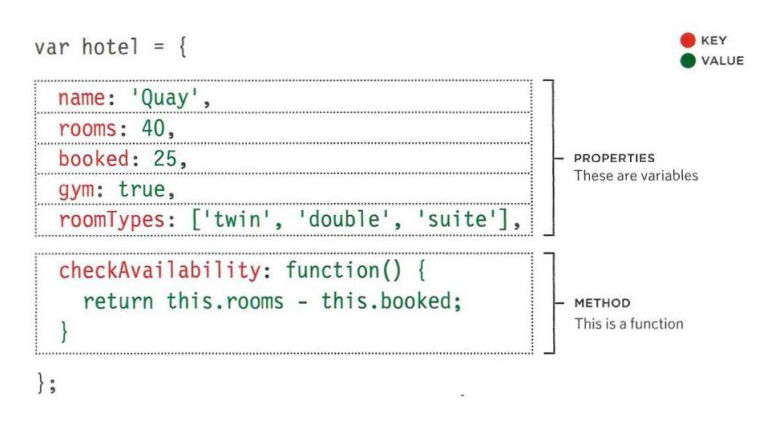 var hotel = {
KEY
VALUE
name: 'Quay',
rooms: 40,
booked: 25,
gym: true,
roomTypes: ['twin', 'double', 'suite'],
PROPERTIES
These are variables
checkAvailability: function() {
return this.rooms - this.booked;
}
METHOD
This is a function
};